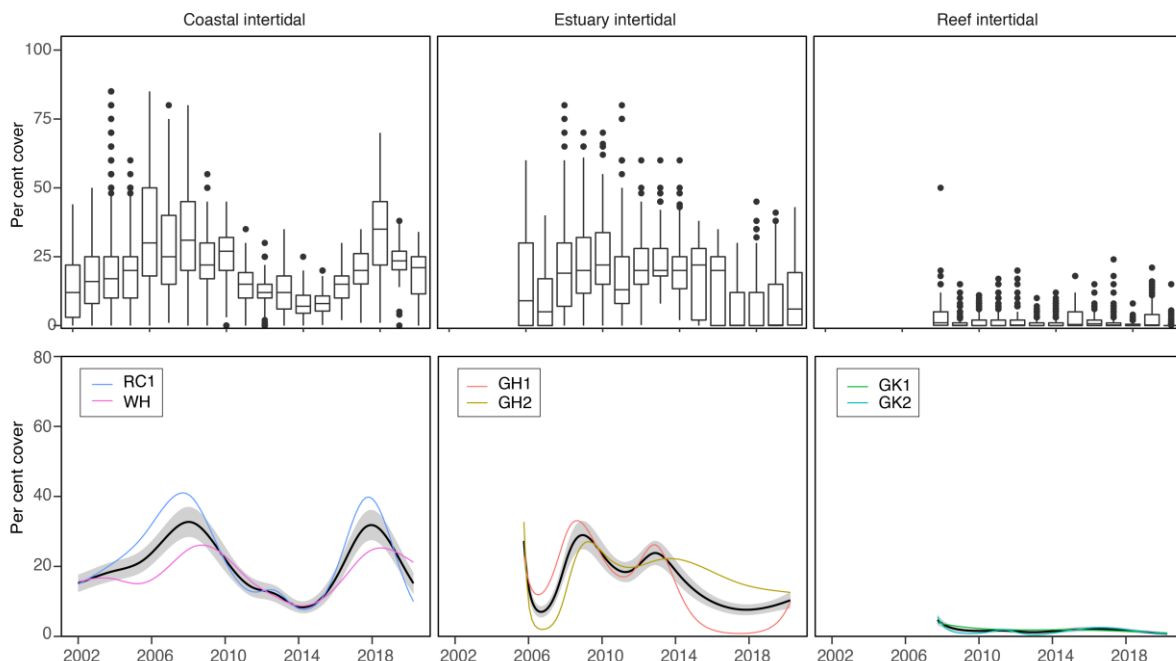 Coastal intertidal Estuary intertidal Reef intertidal
100
75
50
25
0
Per cent cover
80
60
40
20
0
Per cent cover
RC1
WH
GH1
GH2
GK1
GK2
2002 2006 2010 2014 2018 2002 2006 2010 2014 2018 2002 2006 2010 2014 2018